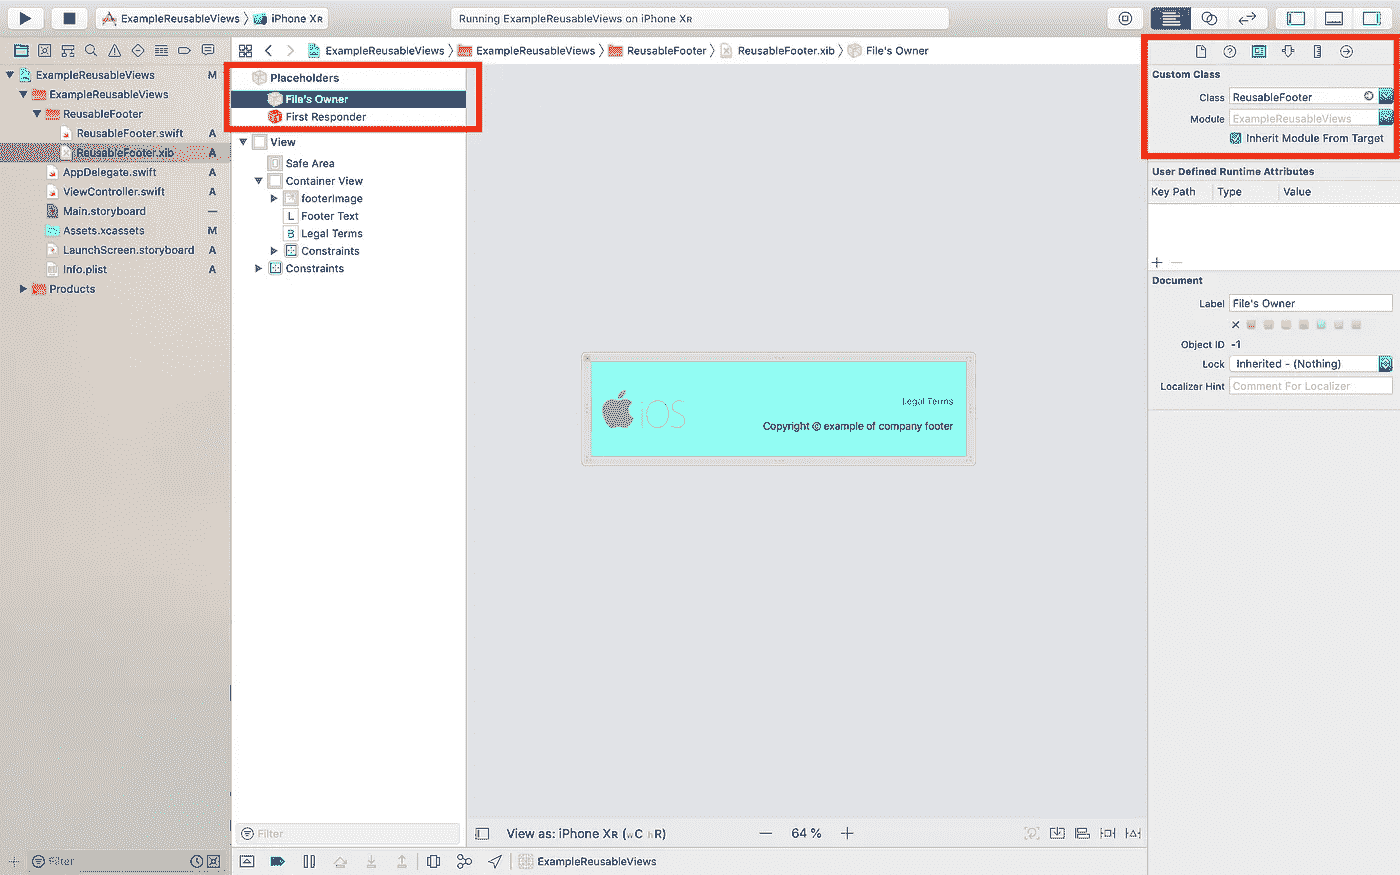 ExampleReusableViews 〉 iPhone XR
Running ExampleReusableViews on iPhone XR
ExampleReusableViews 〉 ExampleReusableViews 〉 ReusableFooter 〉 ReusableFooter.xib 〉 File's Owner
ExampleReusableViews M
ExampleReusableViews
ReusableFooter
ReusableFooter.swift A
ReusableFooter.xib A
AppDelegate.swift A
ViewController.swift A
Main.storyboard —
Assets.xcassets M
LaunchScreen.storyboard A
Info.plist A
Products
Filter
Placeholders
File's Owner
First Responder
View
Safe Area
Container View
footerImage
L Footer Text
B Legal Terms
Constraints
Constraints
Filter
iOS
Legal Terms
Copyright © example of company footer
View as: iPhone XR (wC hR)
— 64 % +
ExampleReusableViews
Custom Class
Class ReusableFooter
Module ExampleReusableViews
Inherit Module From Target
User Defined Runtime Attributes
Key Path Type Value
+ —
Document
Label File's Owner
Object ID -1
Lock Inherited - (Nothing)
Localizer Hint Comment For Localizer